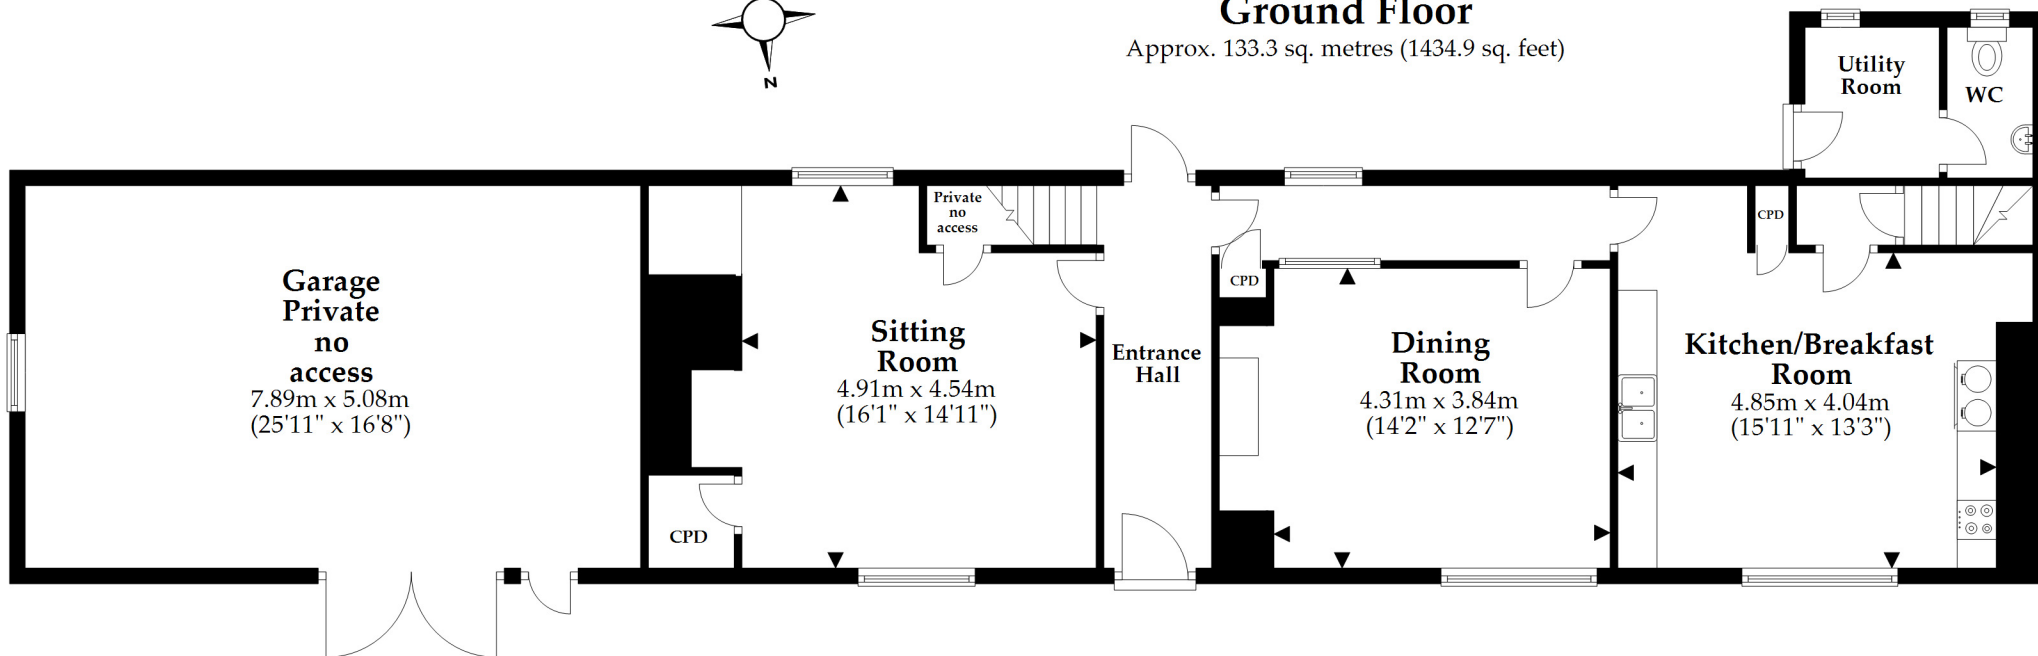 Ground Floor
Approx. 133.3 sq. metres (1434.9 sq. feet)
N
Utility
Room
WC
Private
no
access
CPD
CPD
Garage
Private
no
access
7.89m x 5.08m
(25'11" x 16'8")
Sitting
Room
4.91m x 4.54m
(16'1" x 14'11")
CPD
Entrance
Hall
Dining
Room
4.31m x 3.84m
(14'2" x 12'7")
Kitchen/Breakfast
Room
4.85m x 4.04m
(15'11" x 13'3")